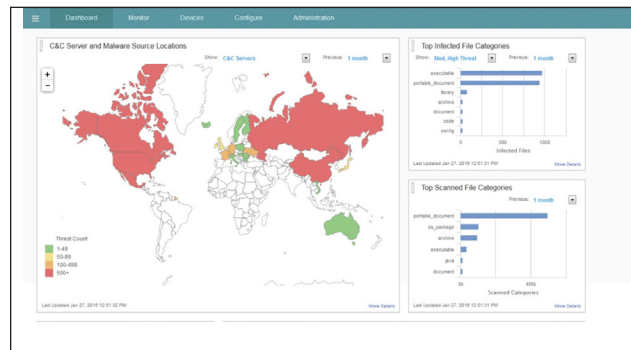 Dashboard Monitor Devices Configure Administration
C&C Server and Malware Source Locations
Show: C&C Servers Previous: 1 month
+
−
Threat Count
1-49
50-99
100-499
500+
Last Updated Jan 27, 2016 12:51:32 PM More Details
Top Infected File Categories
Show: Med, High Threat Previous: 1 month
executable
portable_document
library
archive
document
code
config
0 500 1000
Infected Files
Last Updated Jan 27, 2016 12:51:31 PM More Details
Top Scanned File Categories
Previous: 1 month
portable_document
os_package
archive
executable
java
document
0k 400k
Scanned Categories
Last Updated Jan 27, 2016 12:51:31 PM More Details